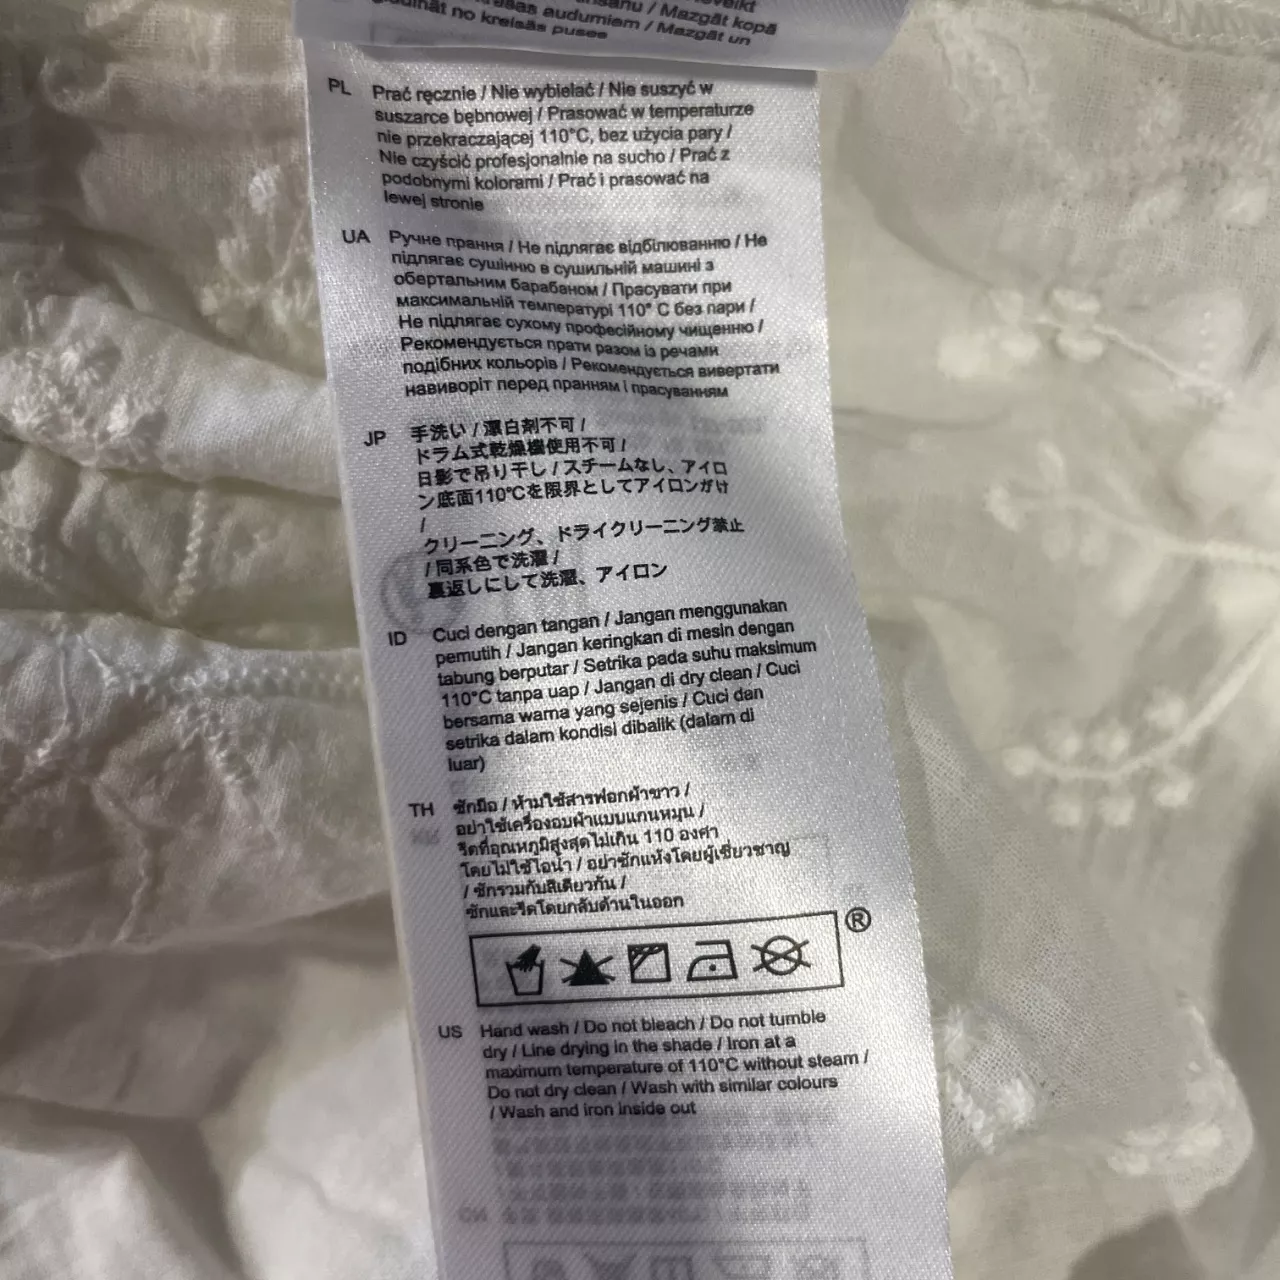 Mazgāt kopā
audumiem / Mazgāt un
no kreisās puses
PL Prać ręcznie / Nie wybielać / Nie suszyć w
suszarce bębnowej / Prasować w temperaturze
nie przekraczającej 110°C, bez użycia pary /
Nie czyścić profesjonalnie na sucho / Prać z
podobnymi kolorami / Prać i prasować na
lewej stronie
UA Ручне прання / Не підлягає відбілюванню / Не
підлягає сушінню в сушильній машині з
обертальним барабаном / Прасувати при
максимальній температурі 110° C без пари /
Не підлягає сухому професійному чищенню /
Рекомендується прати разом із речами
подібних кольорів / Рекомендується вивертати
навиворіт перед пранням і прасуванням
JP 手洗い / 漂白剤不可 /
ドラム式乾燥機使用不可 /
日影で吊り干し / スチームなし、アイロ
ン底面110℃を限界としてアイロンがけ
/
クリーニング、ドライクリーニング禁止
/ 同系色で洗濯 /
裏返しにして洗濯、アイロン
ID Cuci dengan tangan / Jangan menggunakan
pemutih / Jangan keringkan di mesin dengan
tabung berputar / Setrika pada suhu maksimum
110°C tanpa uap / Jangan di dry clean / Cuci
bersama warna yang sejenis / Cuci dan
setrika dalam kondisi dibalik (dalam di
luar)
TH ซักมือ / ห้ามใช้สารฟอกผ้าขาว /
อย่าใช้เครื่องอบผ้าแบบแกนหมุน /
รีดที่อุณหภูมิสูงสุดไม่เกิน 110 องศา
โดยไม่ใช้ไอน้ำ / อย่าซักแห้งโดยผู้เชี่ยวชาญ
/ ซักรวมกับสีเดียวกัน /
ซักและรีดโดยกลับด้านในออก
®
US Hand wash / Do not bleach / Do not tumble
dry / Line drying in the shade / Iron at a
maximum temperature of 110°C without steam /
Do not dry clean / Wash with similar colours
/ Wash and iron inside out